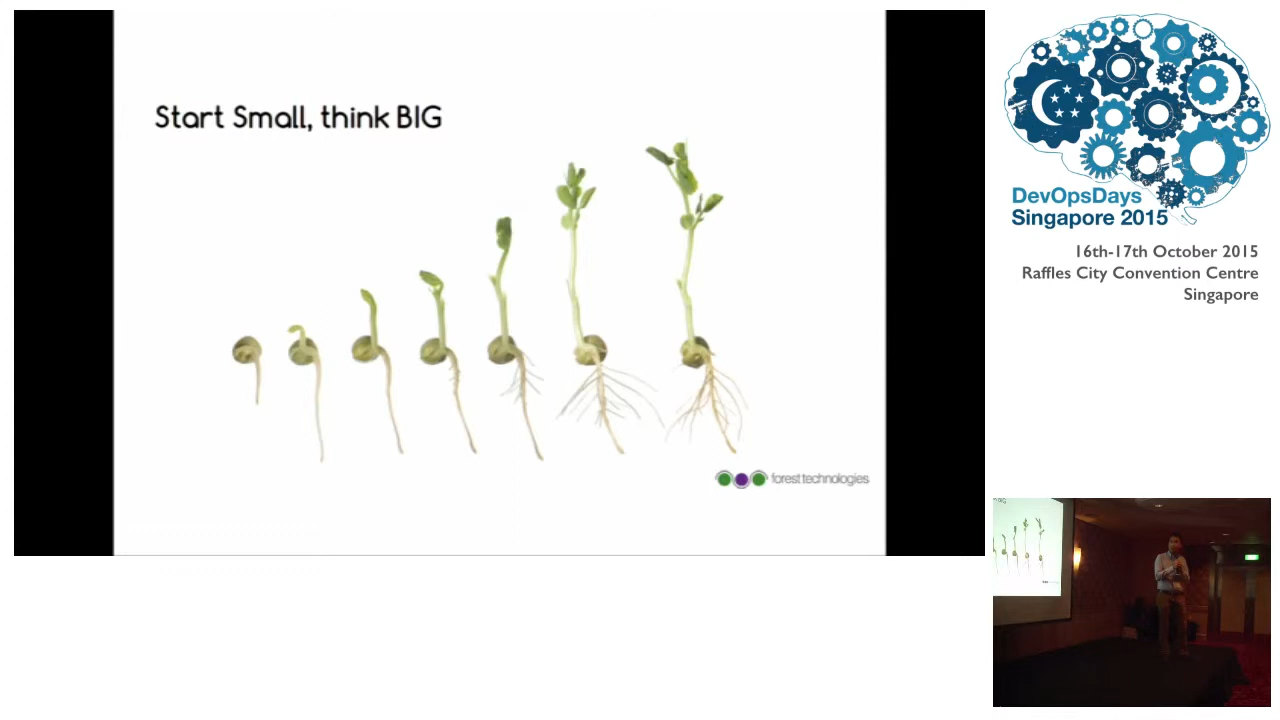 Start Small, think BIG
forest technologies
DevOpsDays
Singapore 2015
16th-17th October 2015
Raffles City Convention Centre
Singapore